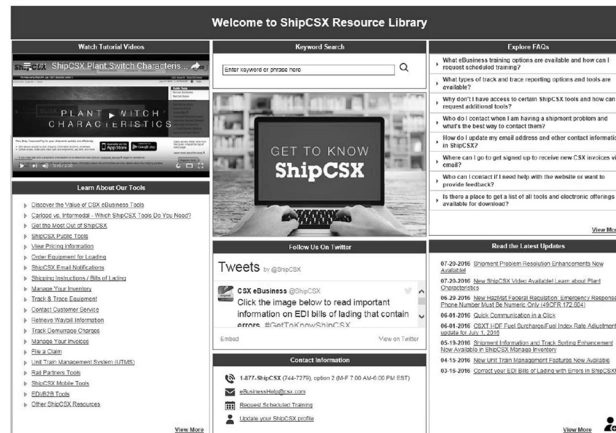 Welcome to ShipCSX Resource Library
Watch Tutorial Videos
ShipCSX Plant Switch Characteris...
PLANT SWITCH
CHARACTERISTICS
App Store
Google Play
Learn About Our Tools
Discover the Value of CSX eBusiness Tools
Carload vs. Intermodal - Which ShipCSX Tools Do You Need?
Get the Most Out of ShipCSX
ShipCSX Public Tools
View Pricing Information
Order Equipment for Loading
ShipCSX Email Notifications
Shipping Instructions / Bills of Lading
Manage Your Inventory
Track & Trace Equipment
Contact Customer Service
Retrieve Waybill Information
Track Demurrage Charges
Manage Your Invoices
File a Claim
Unit Train Management System (UTMS)
Rail Partners Tools
ShipCSX Mobile Tools
EDI/B2B Tools
Other ShipCSX Resources
View More
Keyword Search
Enter keyword or phrase here
GET TO KNOW
ShipCSX
Follow Us On Twitter
Tweets by @ShipCSX
CSX eBusiness @ShipCSX
Click the image below to read important
information on EDI bills of lading that contain
errors. #GetToKnowShipCSX
Embed
View on Twitter
Contact Information
1-877-ShipCSX (744-7279), option 2 (M-F 7:00 AM-6:00 PM EST)
eBusinessHelp@csx.com
Request Scheduled Training
Update your ShipCSX profile
Explore FAQs
What eBusiness training options are available and how can I
request scheduled training?
What types of track and trace reporting options and tools are
available?
Why don't I have access to certain ShipCSX tools and how can
request additional tools?
Who do I contact when I am having a shipment problem and
what's the best way to contact them?
How do I update my email address and other contact informatio
in ShipCSX?
Where can I go to get signed up to receive new CSX invoices vi
email?
Who can I contact if I need help with the website or want to
provide feedback?
Is there a place to get a list of all tools and electronic offerings
available for download?
View Mor
Read the Latest Updates
07-20-2016 Shipment Problem Resolution Enhancements Now
Available!
07-20-2016 New ShipCSX Video Available! Learn about Plant
Characteristics
06-20-2016 New HazMat Federal Regulation: Emergency Response
Phone Number Must Be Numeric Only (49CFR 172.604)
06-01-2016 Quick Communication in a Click
06-01-2016 CSXT HDF Fuel Surcharge/Fuel Index Rate Adjustment
update for July 1, 2016
05-19-2016 Shipment Information and Track Sorting Enhancement
Now Available in ShipCSX Manage Inventory
04-15-2016 New Unit Train Management Features Now Available
03-15-2016 Correct your EDI Bills of Lading with Errors in ShipCSX!
View More